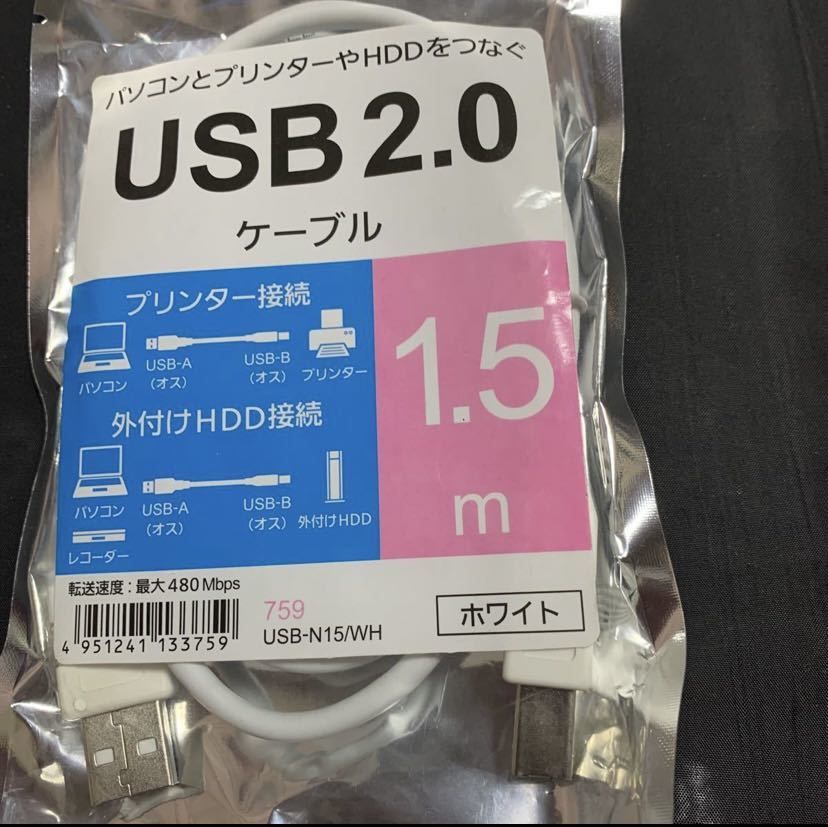 パソコンとプリンターやHDDをつなぐ
USB2.0
ケーブル
プリンター接続
パソコン
USB-A
(オス)
USB-B
(オス)
プリンター
外付けHDD接続
パソコン
レコーダー
USB-A
(オス)
USB-B
(オス)
外付けHDD
1.5
m
転送速度:最大480Mbps
4 951241 133759
759
USB-N15/WH
ホワイト